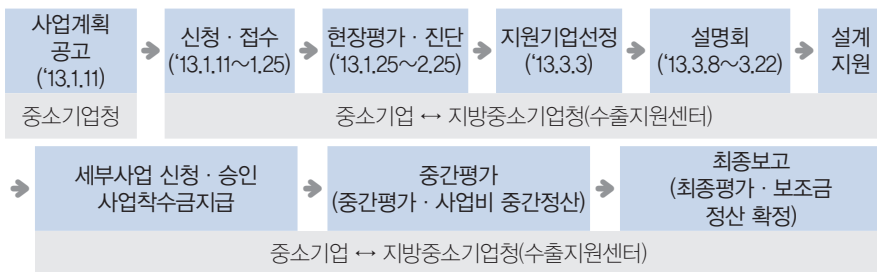 사업계획
공고
('13.1.11)
신청 · 접수
('13.1.11~1.25)
현장평가 · 진단
('13.1.25~2.25)
지원기업선정
('13.3.3)
설명회
('13.3.8~3.22)
설계
지원
중소기업청
중소기업 ↔ 지방중소기업청(수출지원센터)
세부사업 신청 · 승인
사업착수금지급
중간평가
(중간평가 · 사업비 중간정산)
최종보고
(최종평가 · 보조금
정산 확정)
중소기업 ↔ 지방중소기업청(수출지원센터)